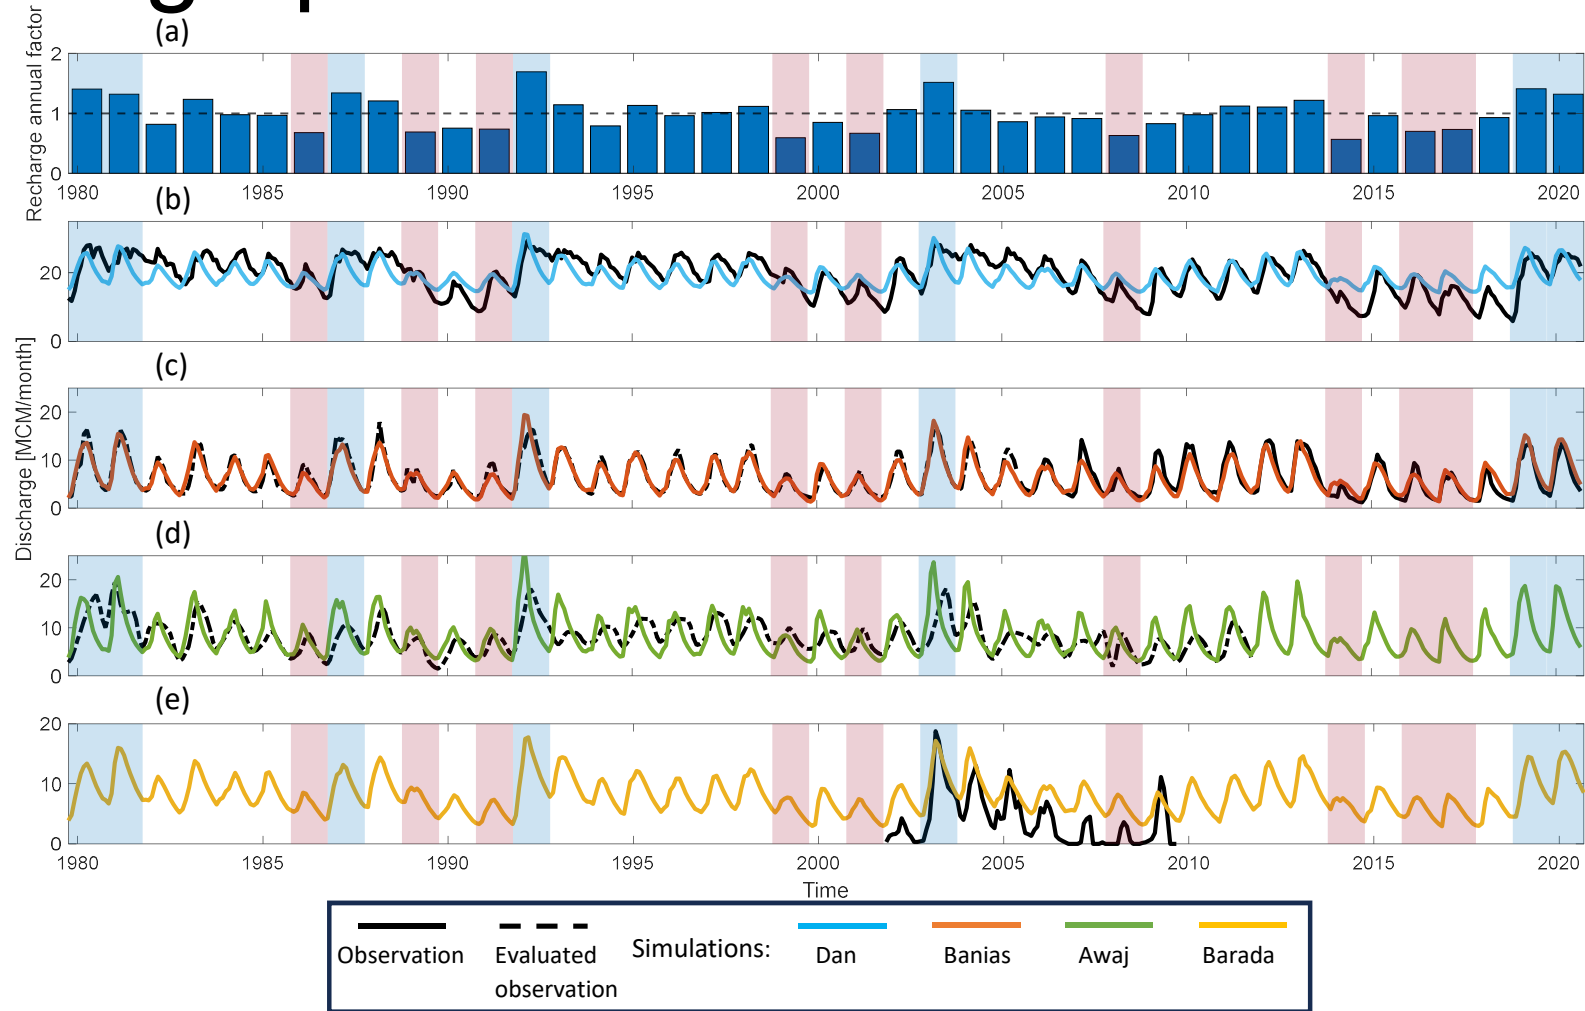 (a)
Recharge annual factor
2
1
0
1980 1985 1990 1995 2000 2005 2010 2015 2020
(b)
20
0
Discharge [MCM/month]
(c)
20
10
0
(d)
20
10
0
(e)
20
10
0
1980 1985 1990 1995 2000 2005 2010 2015 2020
Time
Observation
Evaluated
observation
Simulations:
Dan
Banias
Awaj
Barada